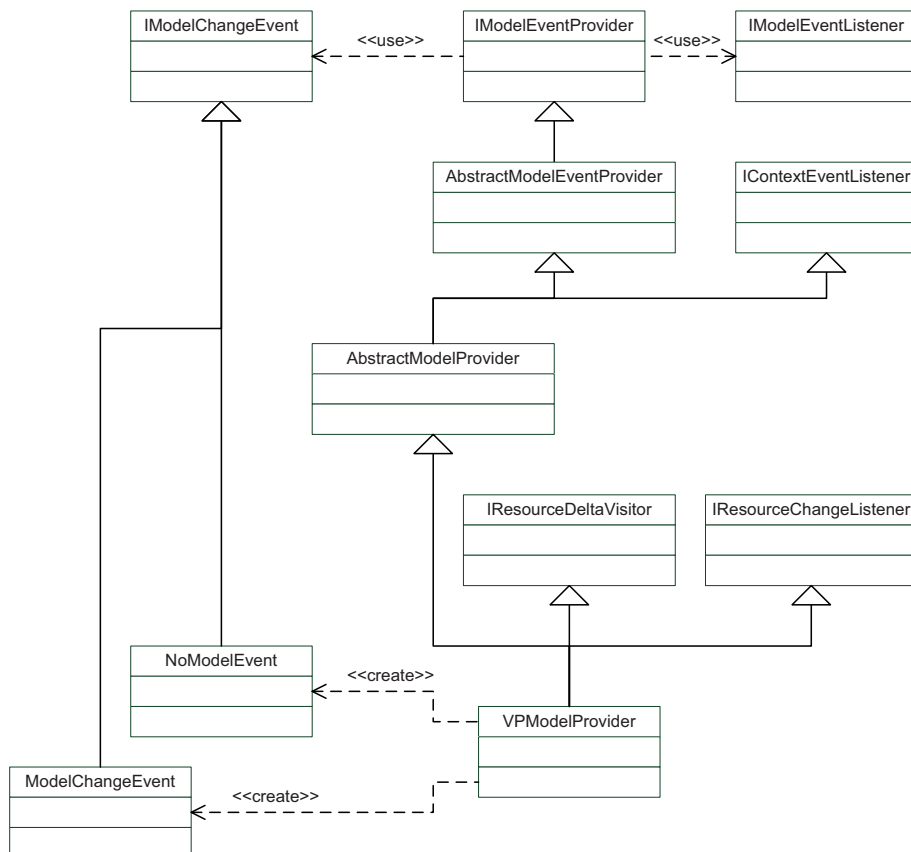 IModelChangeEvent
<<use>>
IModelEventProvider
<<use>>
IModelEventListener
AbstractModelEventProvider
IContextEventListener
AbstractModelProvider
IResourceDeltaVisitor
IResourceChangeListener
NoModelEvent
<<create>>
VPModelProvider
ModelChangeEvent
<<create>>